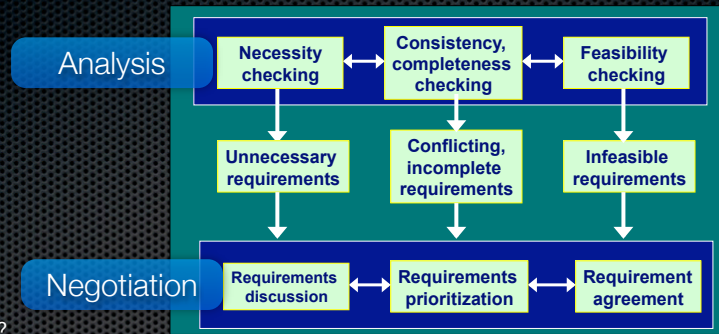 Analysis
Necessity
checking
Consistency,
completeness
checking
Feasibility
checking
Unnecessary
requirements
Conflicting,
incomplete
requirements
Infeasible
requirements
Negotiation
Requirements
discussion
Requirements
prioritization
Requirement
agreement
?